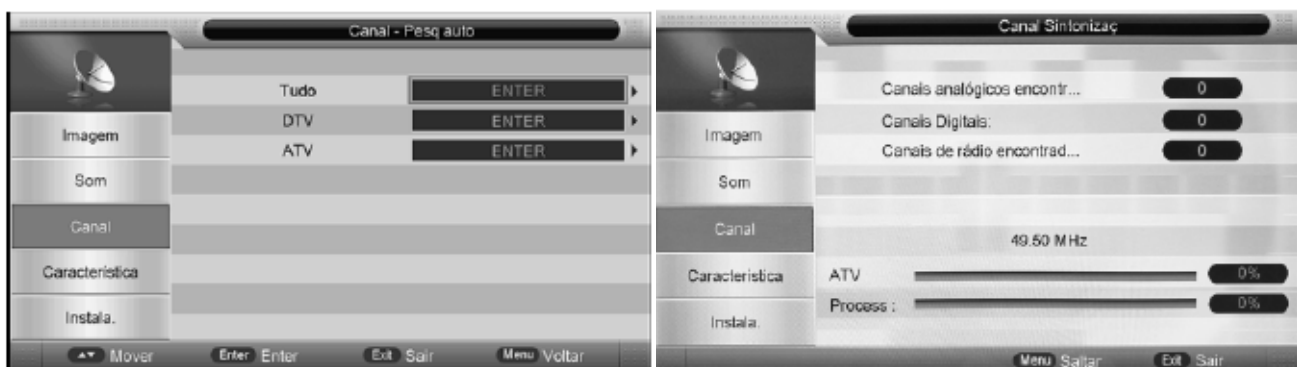 Canal - Pesq auto
Tudo ENTER
DTV ENTER
ATV ENTER
Imagem
Som
Canal
Característica
Instala.
Mover Enter Enter Exit Sair Menu Voltar
Canal Sintonizaç
Canais analógicos encontr... 0
Canais Digitais: 0
Canais de rádio encontrad... 0
Imagem
Som
Canal
49.50 MHz
Característica
ATV 0%
Process : 0%
Instala.
Menu Saltar Exit Sair